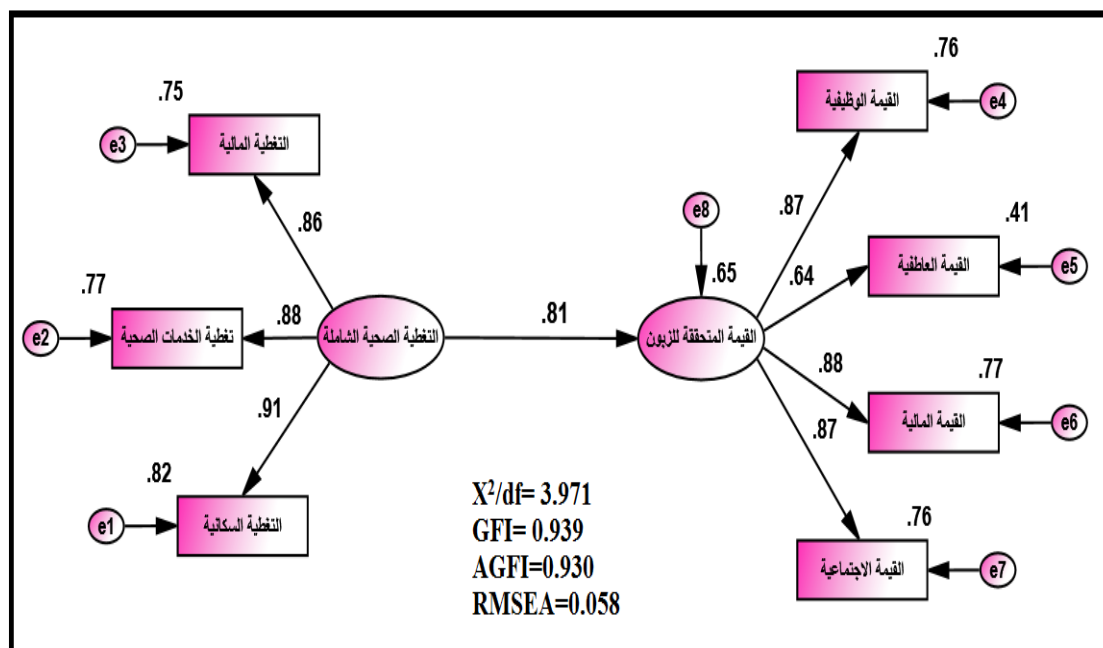 .76
القيمة الوظيفية
e4
.75
التغطية المالية
e3
.86
.87
e8
.41
القيمة العاطفية
e5
.65
.64
.77
تغطية الخدمات الصحية
e2
.88
التغطية الصحية الشاملة
.81
القيمة المتحققة للزبون
.88
.77
القيمة المالية
e6
.91
.87
.82
التغطية السكانية
e1
X²/df= 3.971
GFI= 0.939
AGFI=0.930
RMSEA=0.058
.76
القيمة الاجتماعية
e7